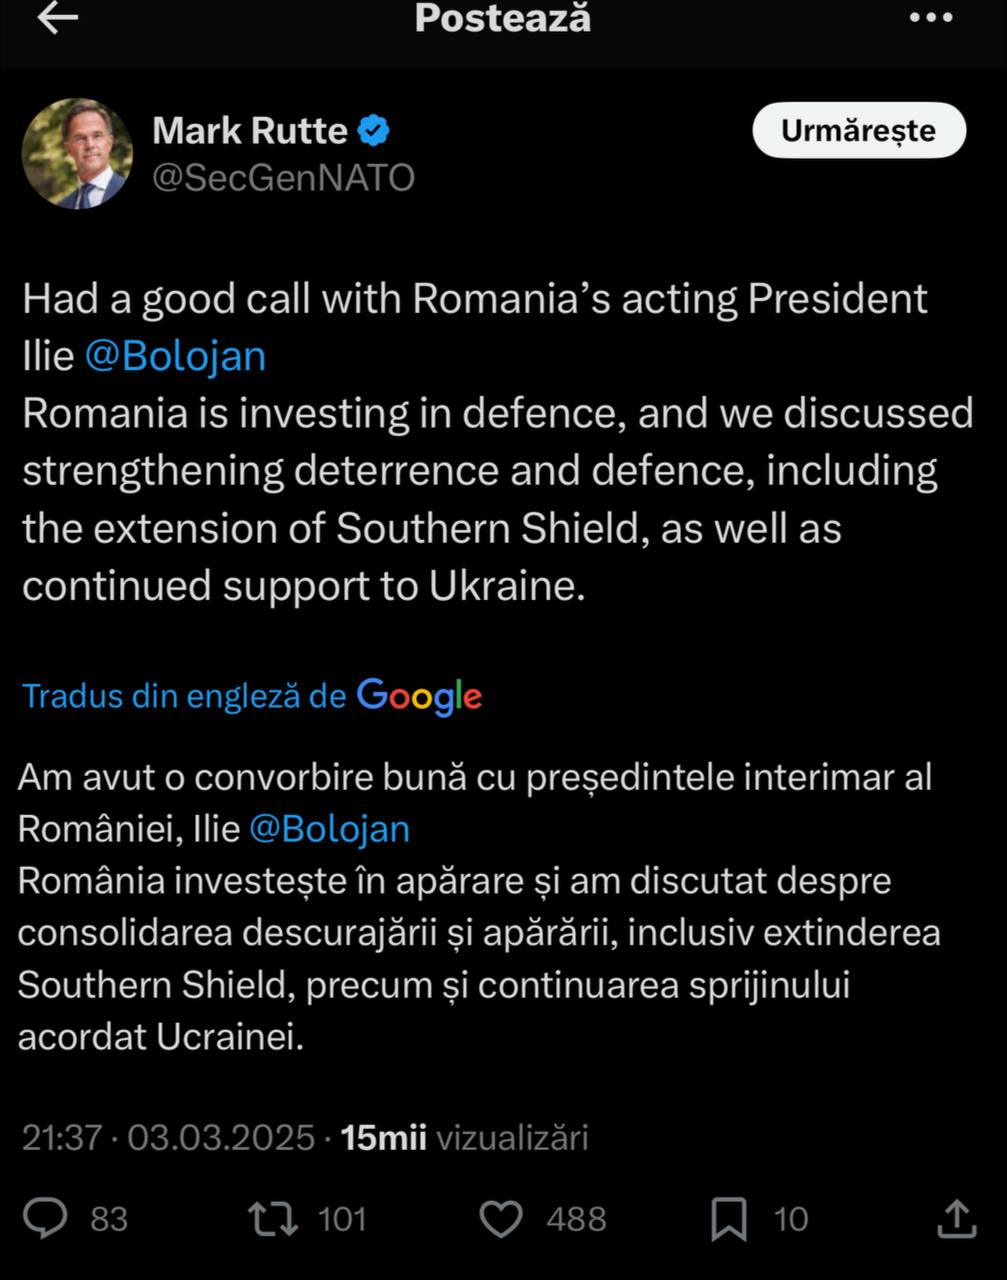 Postează
Mark Rutte
@SecGenNATO
Urmărește
Had a good call with Romania’s acting President
Ilie @Bolojan
Romania is investing in defence, and we discussed
strengthening deterrence and defence, including
the extension of Southern Shield, as well as
continued support to Ukraine.
Tradus din engleză de Google
Am avut o convorbire bună cu președintele interimar al
României, Ilie @Bolojan
România investește în apărare și am discutat despre
consolidarea descurajării și apărării, inclusiv extinderea
Southern Shield, precum și continuarea sprijinului
acordat Ucrainei.
21:37 · 03.03.2025 · 15mii vizualizări
83 101 488 10